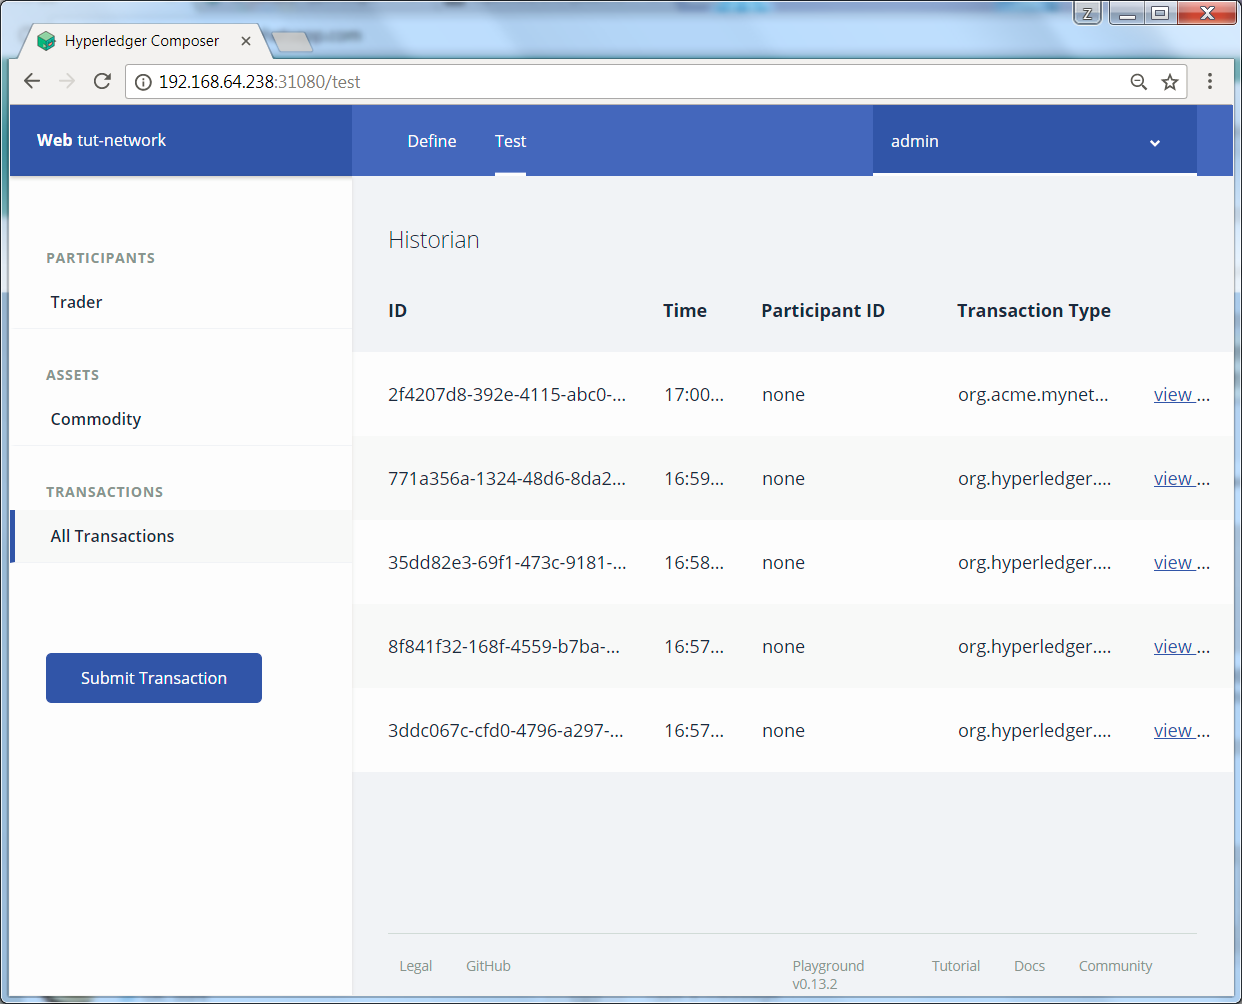 Hyperledger Composer
192.168.64.238:31080/test
Web tut-network
Define
Test
admin
PARTICIPANTS
Trader
ASSETS
Commodity
TRANSACTIONS
All Transactions
Submit Transaction
Historian
ID Time Participant ID Transaction Type
2f4207d8-392e-4115-abc0-... 17:00... none org.acme.mynet... view ...
771a356a-1324-48d6-8da2... 16:59... none org.hyperledger.... view ...
35dd82e3-69f1-473c-9181-... 16:58... none org.hyperledger.... view ...
8f841f32-168f-4559-b7ba-... 16:57... none org.hyperledger.... view ...
3ddc067c-cfd0-4796-a297-... 16:57... none org.hyperledger.... view ...
Legal GitHub Playground Tutorial Docs Community
v0.13.2